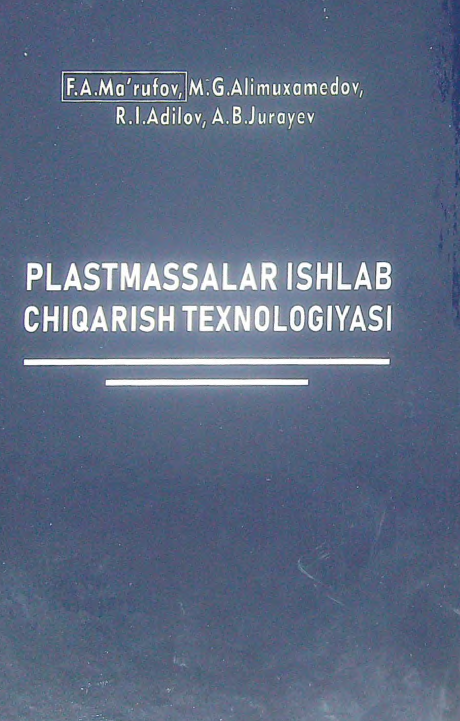 F.A.Ma'rufov, M.G.Alimuxamedov,
R.I.Adilov, A.B.Jurayev
PLASTMASSALAR ISHLAB
CHIQARISH TEXNOLOGIYASI